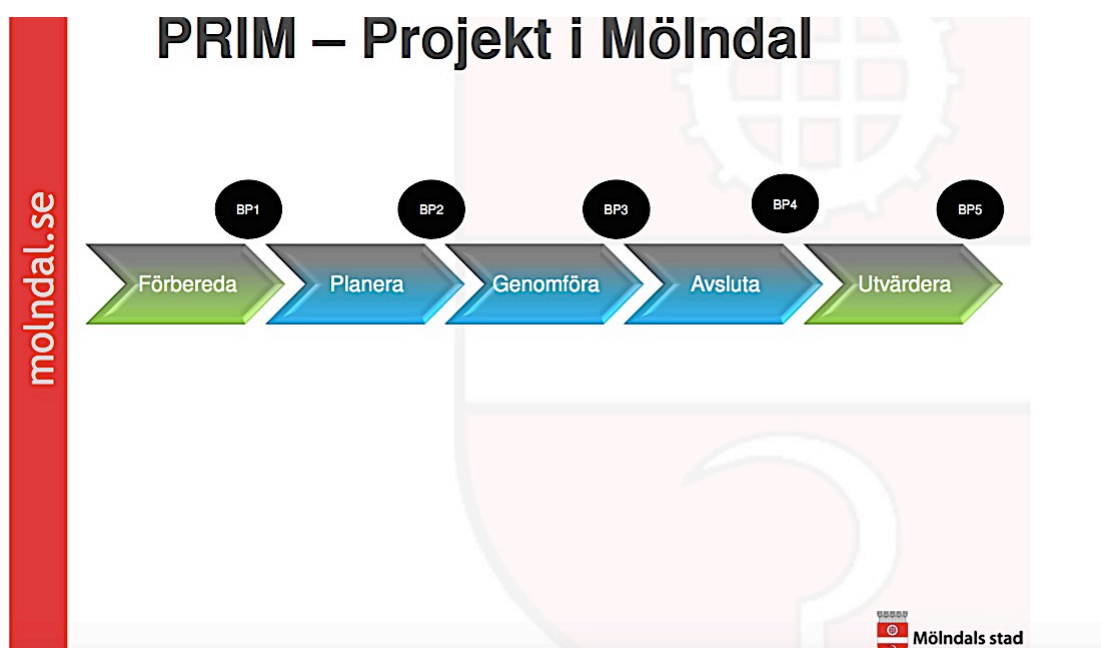 PRIM – Projekt i Mölndal
molndal.se
BP1 BP2 BP3 BP4 BP5
Förbereda Planera Genomföra Avsluta Utvärdera
Mölndals stad